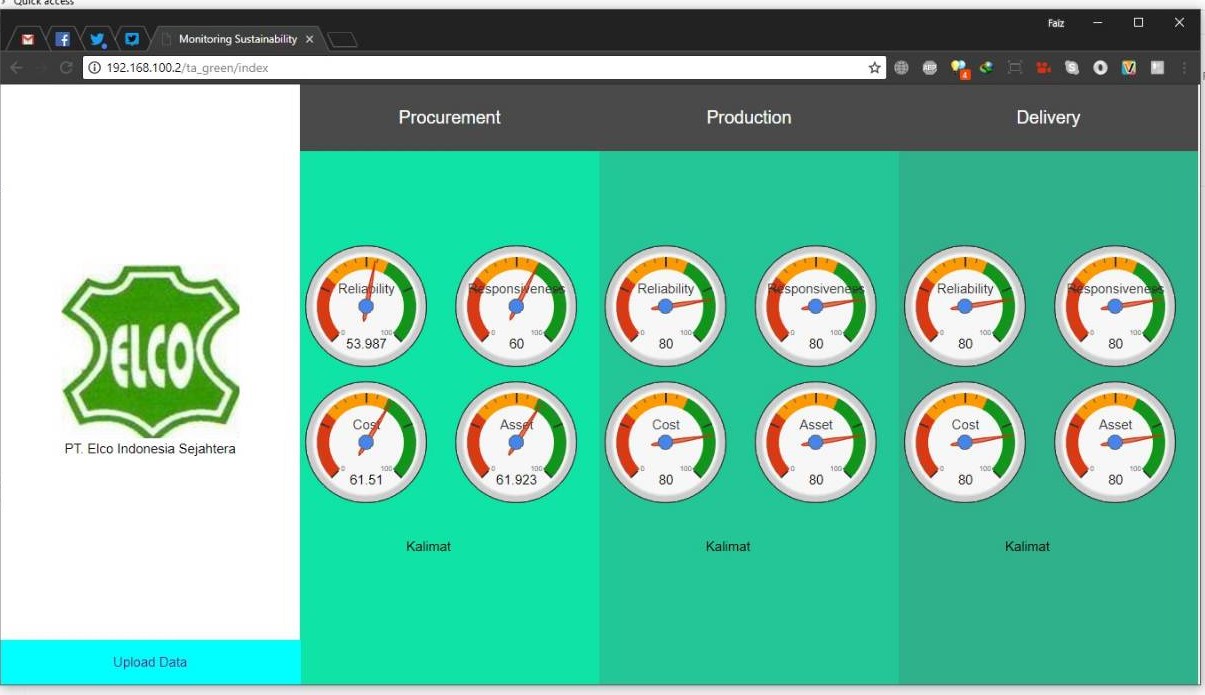 Quick access
Faiz
Monitoring Sustainability
192.168.100.2/ta_green/index
ABP
4
Procurement Production Delivery
Reliability Responsiveness Reliability Responsiveness Reliability Responsiveness
0 100 0 100 0 100 0 100 0 100 0 100
53.987 60 80 80 80 80
ELCO
Cost Asset Cost Asset Cost Asset
PT. Elco Indonesia Sejahtera
0 100 0 100 0 100 0 100 0 100 0 100
61.51 61.923 80 80 80 80
Kalimat Kalimat Kalimat
Upload Data